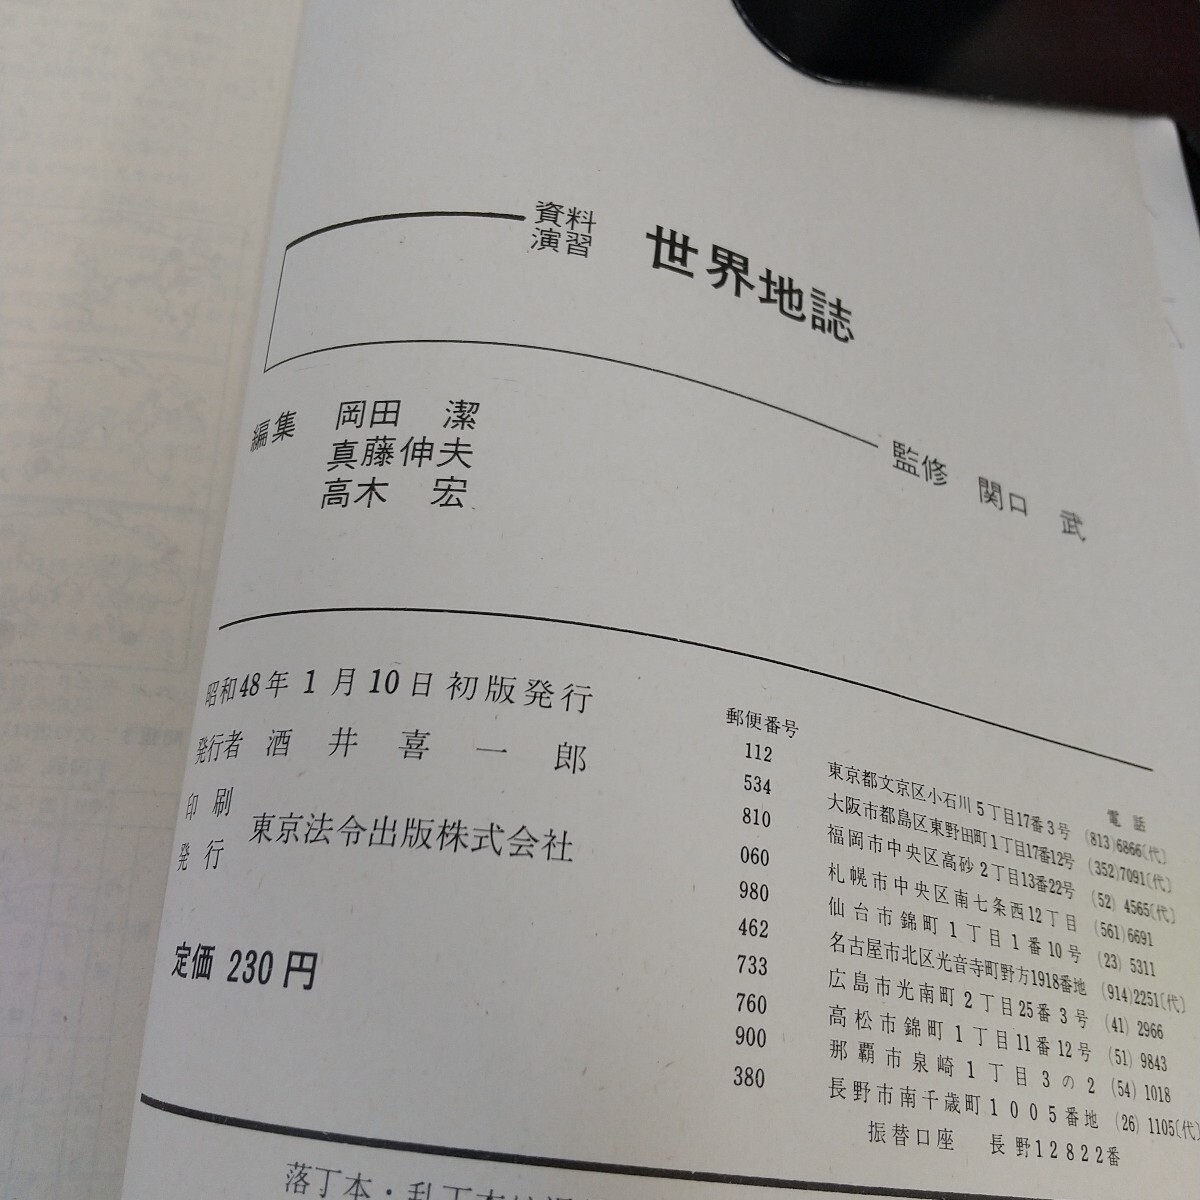 資料
演習
世界地誌
監修 関口 武
編集 岡田 潔
真藤伸夫
高木 宏
昭和48年1月10日初版発行
発行者 酒井喜一郎
印刷
発行
東京法令出版株式会社
定価 230円
郵便番号 電話
112 東京都文京区小石川5丁目17番3号 (813)6866〔代〕
534 大阪市都島区東野田町1丁目17番12号 (352)7091〔代〕
810 福岡市中央区高砂2丁目13番22号 (52)4565〔代〕
060 札幌市中央区南七条西12丁目 (561)6691
980 仙台市錦町1丁目1番10号 (23)5311
462 名古屋市北区光音寺町野方1918番地 (914)2251〔代〕
733 広島市光南町2丁目25番3号 (41)2966
760 高松市錦町1丁目11番12号 (51)9843
900 那覇市泉崎1丁目3の2 (54)1018
380 長野市南千歳町1005番地 (26)1105〔代〕
振替口座 長野12822番
落丁本・乱丁本は